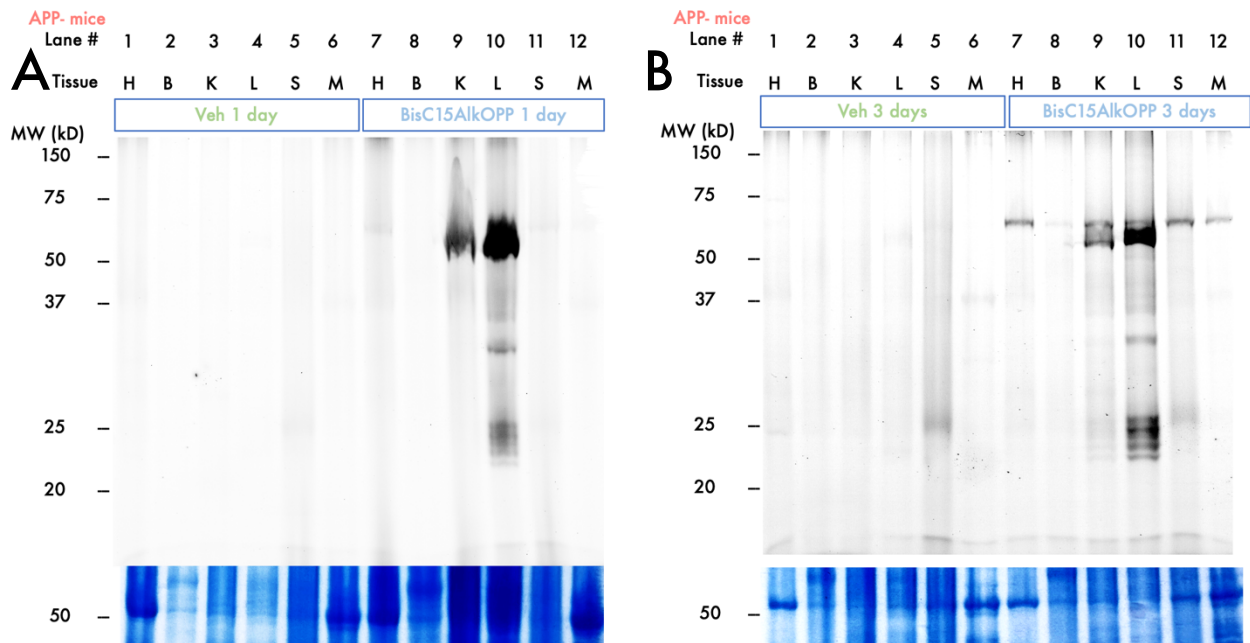 APP- mice
Lane # 1 2 3 4 5 6 7 8 9 10 11 12
A Tissue H B K L S M H B K L S M
Veh 1 day BisC15AlkOPP 1 day
MW (kD)
150
75
50
37
25
20
50
APP- mice
Lane # 1 2 3 4 5 6 7 8 9 10 11 12
B Tissue H B K L S M H B K L S M
Veh 3 days BisC15AlkOPP 3 days
MW (kD)
150
75
50
37
25
20
50